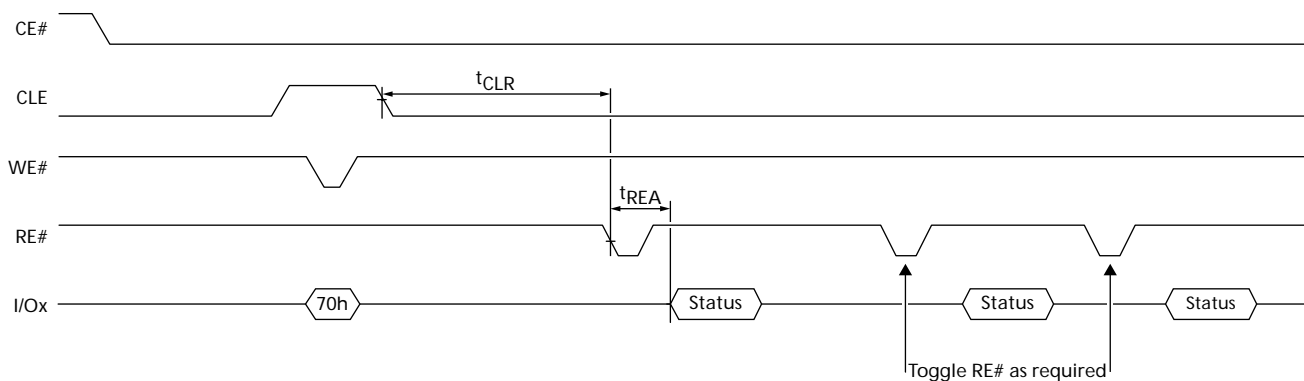 CE#
CLE
tCLR
WE#
tREA
RE#
I/Ox
70h
Status
Status
Status
Toggle RE# as required